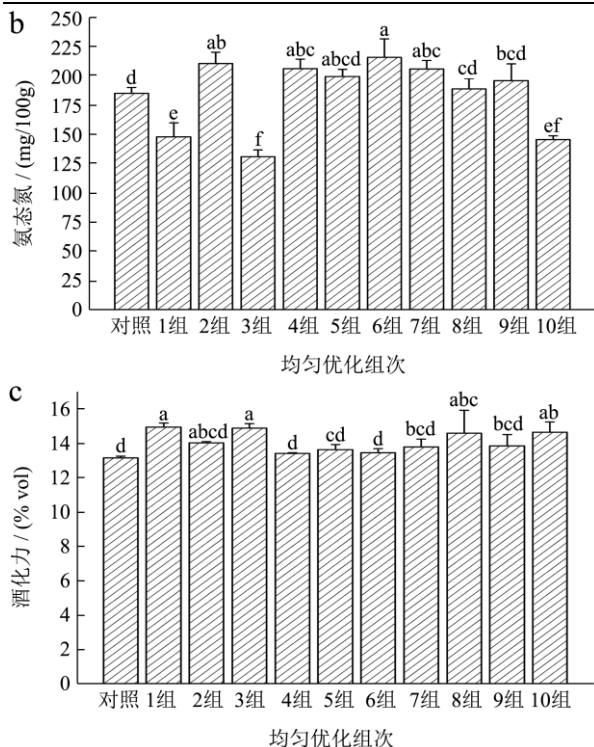 b
250
225
200
175
150
125
100
75
50
25
0
氨态氮 / (mg/100g)
d e ab f abc abcd a abc cd bcd ef
对照 1组 2组 3组 4组 5组 6组 7组 8组 9组 10组
均匀优化组次
c
16
14
12
10
8
6
4
2
0
酒化力 / (% vol)
d a abcd a d cd d bcd abc bcd ab
对照 1组 2组 3组 4组 5组 6组 7组 8组 9组 10组
均匀优化组次